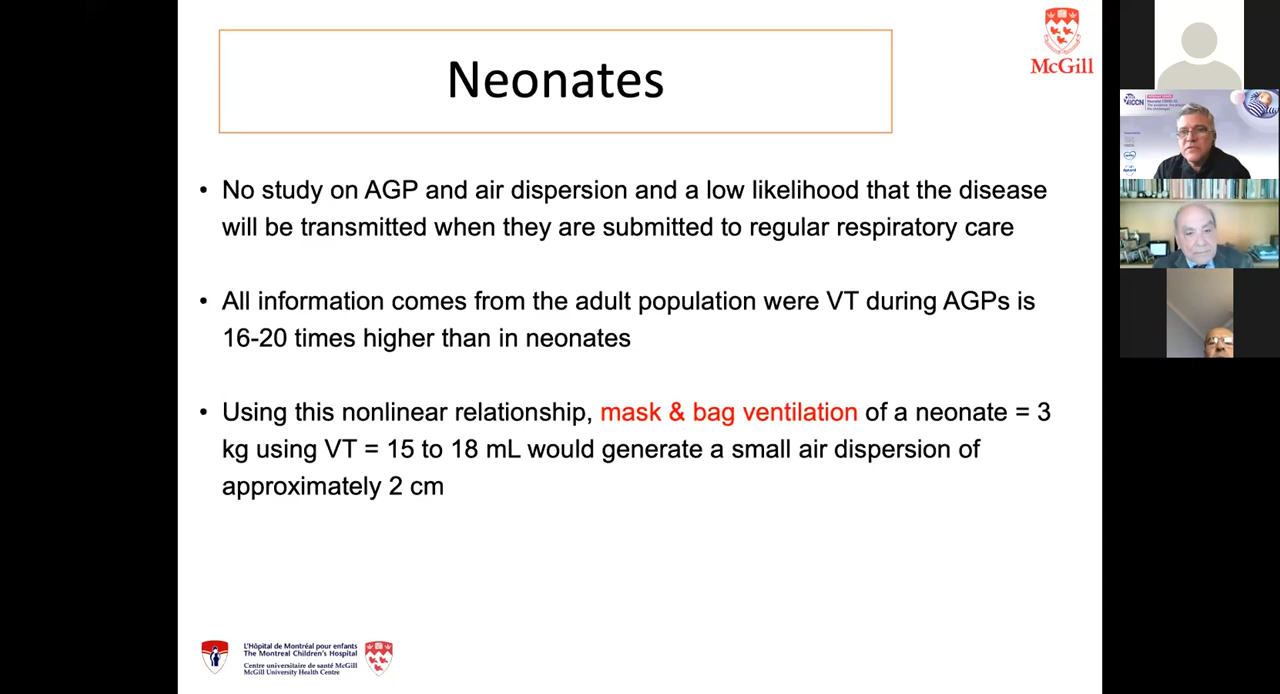 Neonates
McGill
• No study on AGP and air dispersion and a low likelihood that the disease
will be transmitted when they are submitted to regular respiratory care
• All information comes from the adult population were VT during AGPs is
16-20 times higher than in neonates
• Using this nonlinear relationship, mask & bag ventilation of a neonate = 3
kg using VT = 15 to 18 mL would generate a small air dispersion of
approximately 2 cm
L'Hôpital de Montréal pour enfants
The Montreal Children's Hospital
Centre universitaire de santé McGill
McGill University Health Centre
ICCN
Neonatal COVID-19